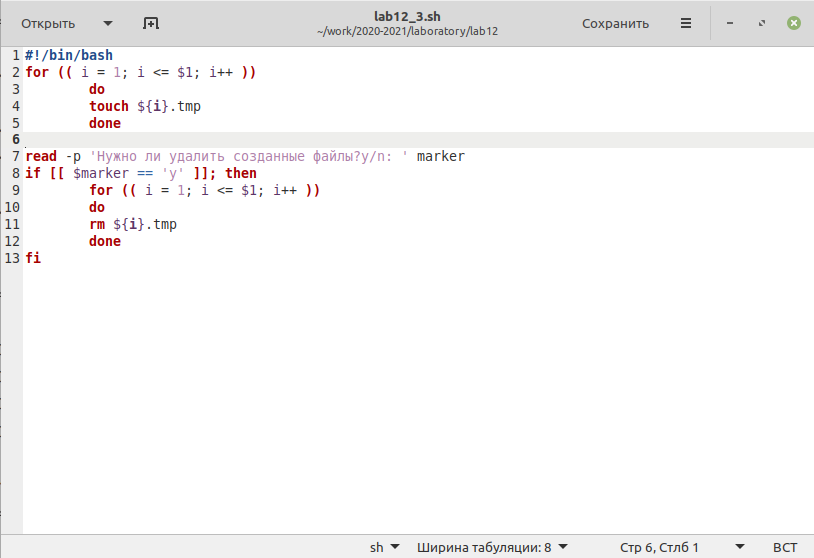 Открыть
lab12_3.sh
~/work/2020-2021/laboratory/lab12
Сохранить
1 #!/bin/bash
2 for (( i = 1; i <= $1; i++ ))
3         do
4         touch ${i}.tmp
5         done
6
7 read -p 'Нужно ли удалить созданные файлы?y/n: ' marker
8 if [[ $marker == 'y' ]]; then
9         for (( i = 1; i <= $1; i++ ))
10         do
11         rm ${i}.tmp
12         done
13 fi
sh Ширина табуляции: 8 Стр 6, Стлб 1 ВСТ